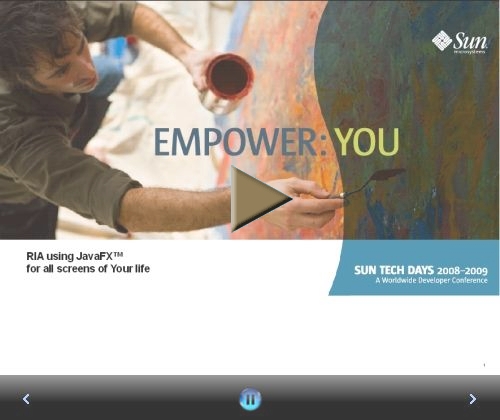 Sun
microsystems
EMPOWER: YOU
RIA using JavaFX™
for all screens of Your life
SUN TECH DAYS 2008–2009
A Worldwide Developer Conference